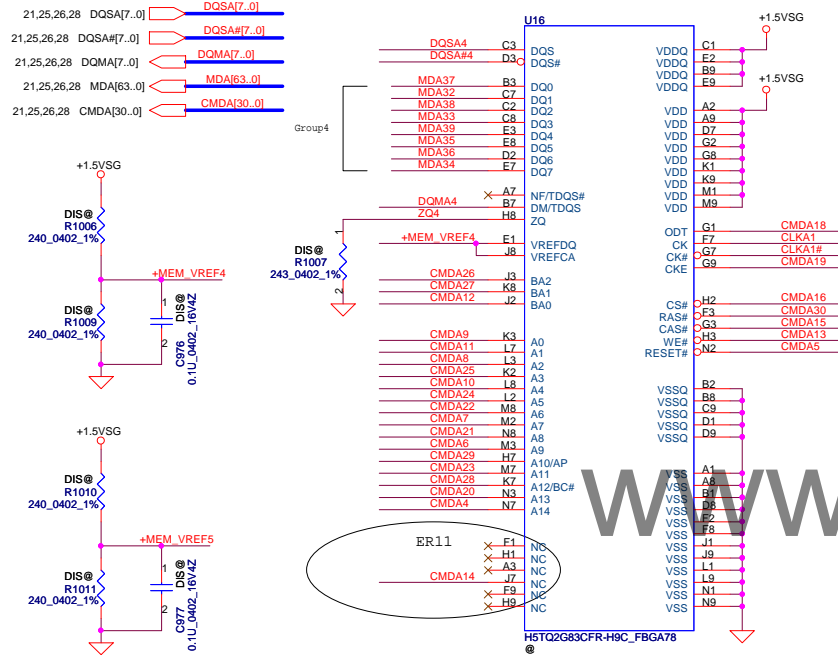 21,25,26,28 DQSA[7..0] DQSA[7..0]
21,25,26,28 DQSA#[7..0] DQSA#[7..0]
21,25,26,28 DQMA[7..0] DQMA[7..0]
21,25,26,28 MDA[63..0] MDA[63..0]
21,25,26,28 CMDA[30..0] CMDA[30..0]
+1.5VSG
DIS@
R1006
240_0402_1%
+MEM_VREF4
DIS@
R1009
240_0402_1%
1
2
DIS@
C976
0.1U_0402_16V4Z
+1.5VSG
DIS@
R1010
240_0402_1%
+MEM_VREF5
DIS@
R1011
240_0402_1%
1
2
DIS@
C977
0.1U_0402_16V4Z
Group4
1
DIS@
R1007
243_0402_1%
2
U16
DQSA4 C3 DQS
DQSA#4 D3 DQS#
MDA37 B3 DQ0
MDA32 C7 DQ1
MDA38 C2 DQ2
MDA33 C8 DQ3
MDA39 E3 DQ4
MDA35 E8 DQ5
MDA36 D2 DQ6
MDA34 E7 DQ7
A7 NF/TDQS#
DQMA4 B7 DM/TDQS
ZQ4 H8 ZQ
+MEM_VREF4 E1 VREFDQ
J8 VREFCA
CMDA26 J3 BA2
CMDA27 K8 BA1
CMDA12 J2 BA0
CMDA9 K3 A0
CMDA11 L7 A1
CMDA8 L3 A2
CMDA25 K2 A3
CMDA10 L8 A4
CMDA24 L2 A5
CMDA22 M8 A6
CMDA7 M2 A7
CMDA21 N8 A8
CMDA6 M3 A9
CMDA29 H7 A10/AP
CMDA23 M7 A11
CMDA28 K7 A12/BC#
CMDA20 N3 A13
CMDA4 N7 A14
ER11
F1 NC
H1 NC
A3 NC
CMDA14 J7 NC
F9 NC
H9 NC
+1.5VSG
VDDQ C1
VDDQ E2
VDDQ B9
VDDQ E9
+1.5VSG
VDD A2
VDD A9
VDD D7
VDD G2
VDD G8
VDD K1
VDD K9
VDD M1
VDD M9
ODT G1 CMDA18
CK F7 CLKA1
CK# G7 CLKA1#
CKE G9 CMDA19
CS# H2 CMDA16
RAS# F3 CMDA30
CAS# G3 CMDA15
WE# H3 CMDA13
RESET# N2 CMDA5
VSSQ B2
VSSQ B8
VSSQ C9
VSSQ D1
VSSQ D9
VSS A1
VSS A8
VSS B1
VSS D8
VSS F2
VSS F8
VSS J1
VSS J9
VSS L1
VSS L9
VSS N1
VSS N9
www
H5TQ2G83CFR-H9C_FBGA78
@